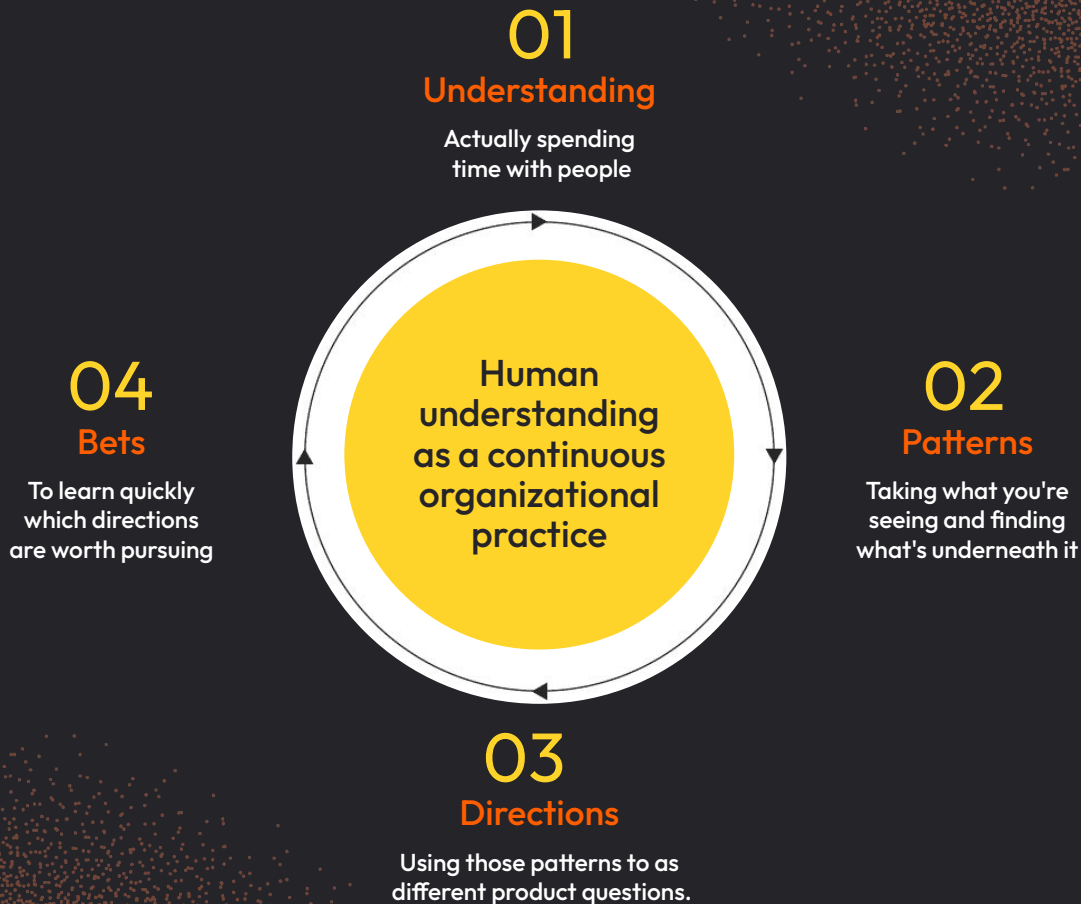 01
Understanding
Actually spending
time with people
Human
understanding
as a continuous
organizational
practice
02
Patterns
Taking what you're
seeing and finding
what's underneath it
03
Directions
Using those patterns to as
different product questions.
04
Bets
To learn quickly
which directions
are worth pursuing